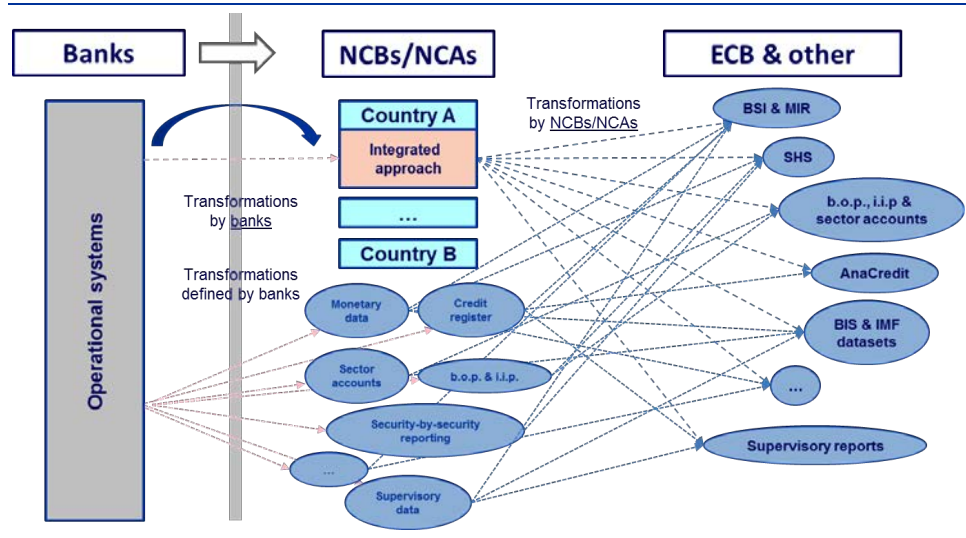 Banks
NCBs/NCAs
ECB & other
Operational systems
Transformations
by banks
Transformations
defined by banks
Country A
Integrated
approach
...
Country B
Transformations
by NCBs/NCAs
Monetary
data
Credit
register
Sector
accounts
b.o.p. & i.i.p.
Security-by-security
reporting
...
Supervisory
data
BSI & MIR
SHS
b.o.p., i.i.p &
sector accounts
AnaCredit
BIS & IMF
datasets
...
Supervisory reports